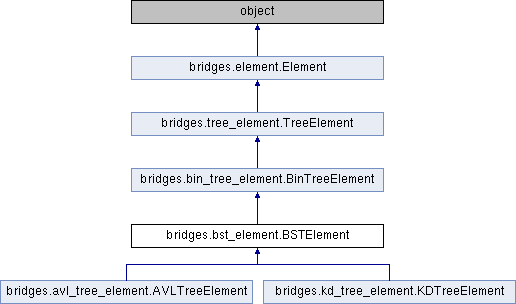 object
bridges.element.Element
bridges.tree_element.TreeElement
bridges.bin_tree_element.BinTreeElement
bridges.bst_element.BSTElement
bridges.avl_tree_element.AVLTreeElement
bridges.kd_tree_element.KDTreeElement